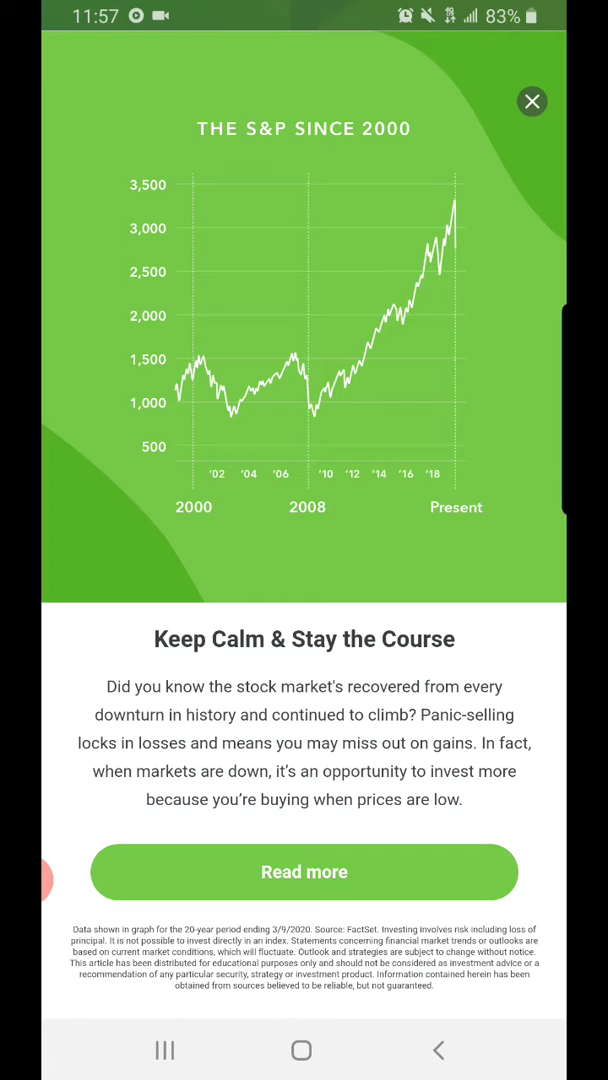 11:57 83%
THE S&P SINCE 2000
3,500
3,000
2,500
2,000
1,500
1,000
500
'02 '04 '06 '10 '12 '14 '16 '18
2000 2008 Present
Keep Calm & Stay the Course
Did you know the stock market's recovered from every
downturn in history and continued to climb? Panic-selling
locks in losses and means you may miss out on gains. In fact,
when markets are down, it's an opportunity to invest more
because you're buying when prices are low.
Read more
Data shown in graph for the 20-year period ending 3/9/2020. Source: FactSet. Investing involves risk including loss of
principal. It is not possible to invest directly in an index. Statements concerning financial market trends or outlooks are
based on current market conditions, which will fluctuate. Outlook and strategies are subject to change without notice.
This article has been distributed for educational purposes only and should not be considered as investment advice or a
recommendation of any particular security, strategy or investment product. Information contained herein has been
obtained from sources believed to be reliable, but not guaranteed.